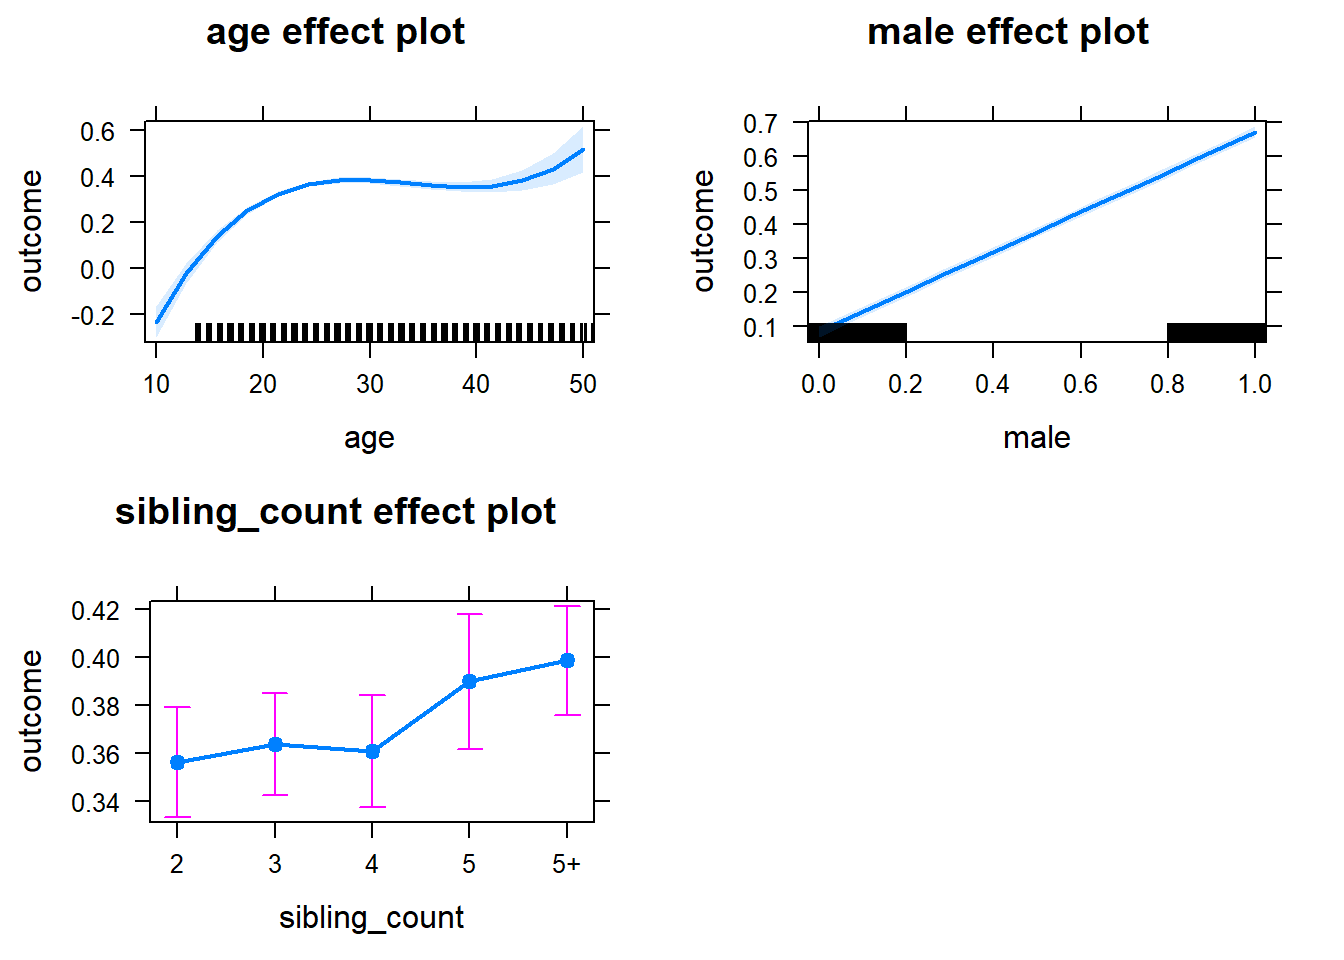 age effect plot
outcome
0.6
0.4
0.2
0.0
-0.2
10 20 30 40 50
age
male effect plot
outcome
0.7
0.6
0.5
0.4
0.3
0.2
0.1
0.0 0.2 0.4 0.6 0.8 1.0
male
sibling_count effect plot
outcome
0.42
0.40
0.38
0.36
0.34
2 3 4 5 5+
sibling_count